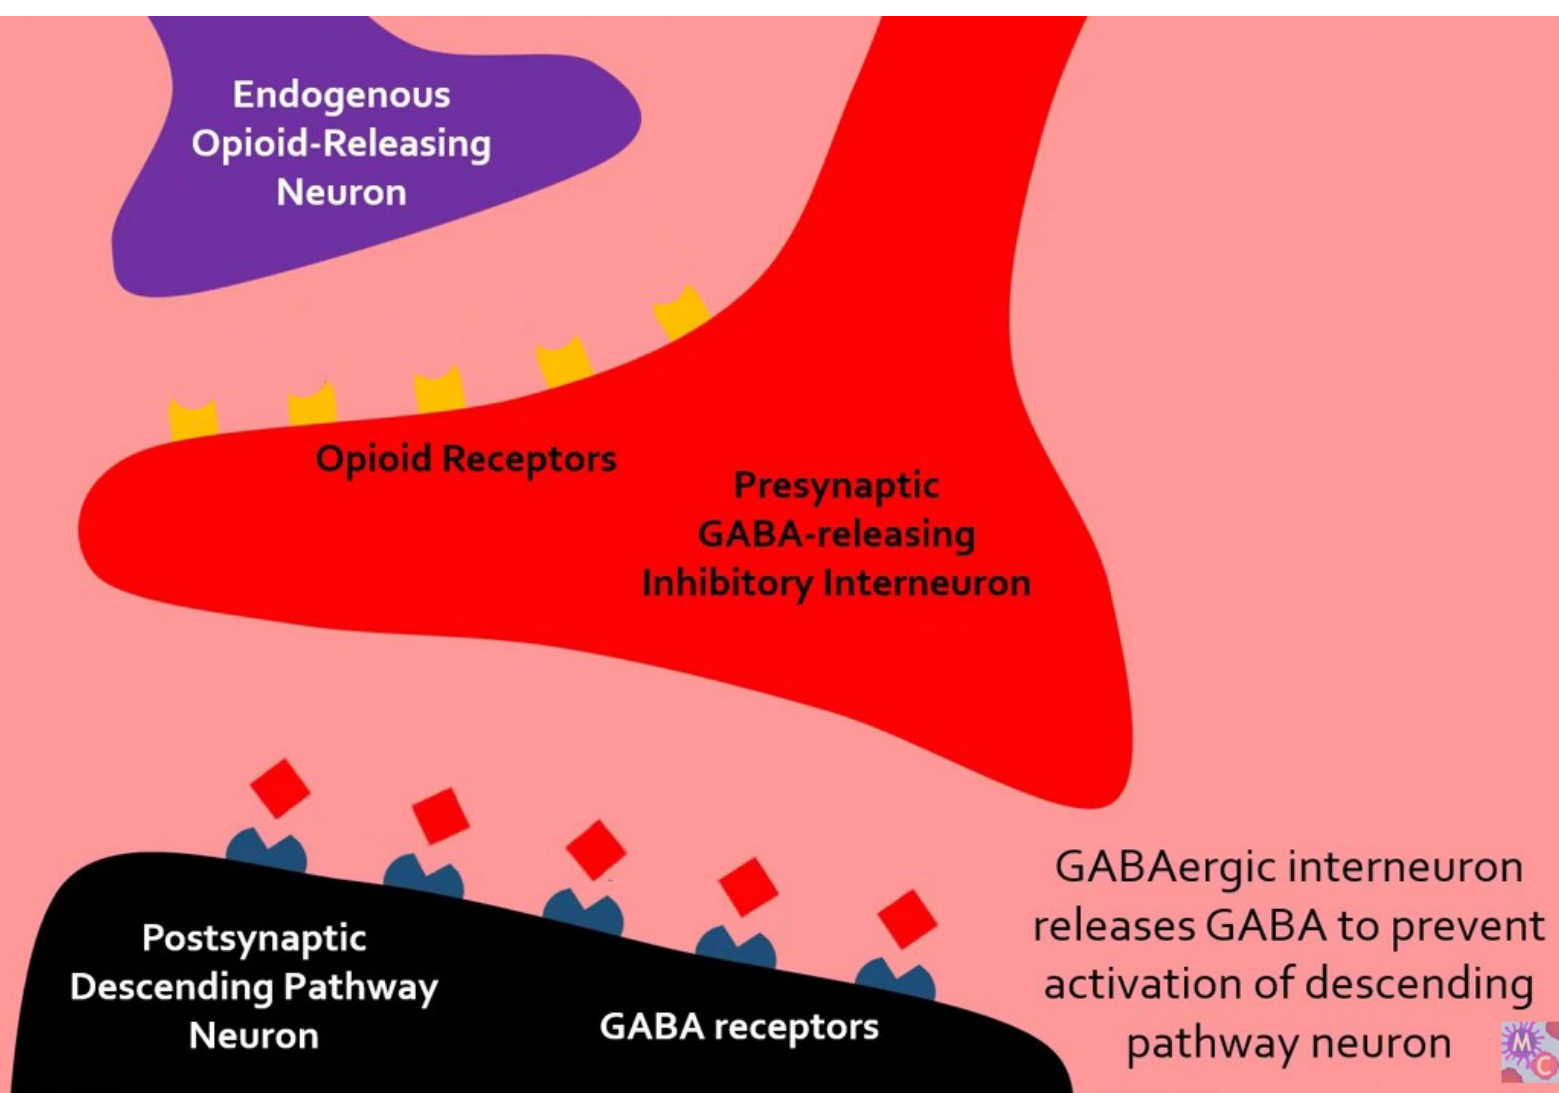 Endogenous
Opioid-Releasing
Neuron
Opioid Receptors
Presynaptic
GABA-releasing
Inhibitory Interneuron
Postsynaptic
Descending Pathway
Neuron
GABA receptors
GABAergic interneuron
releases GABA to prevent
activation of descending
pathway neuron
M
C